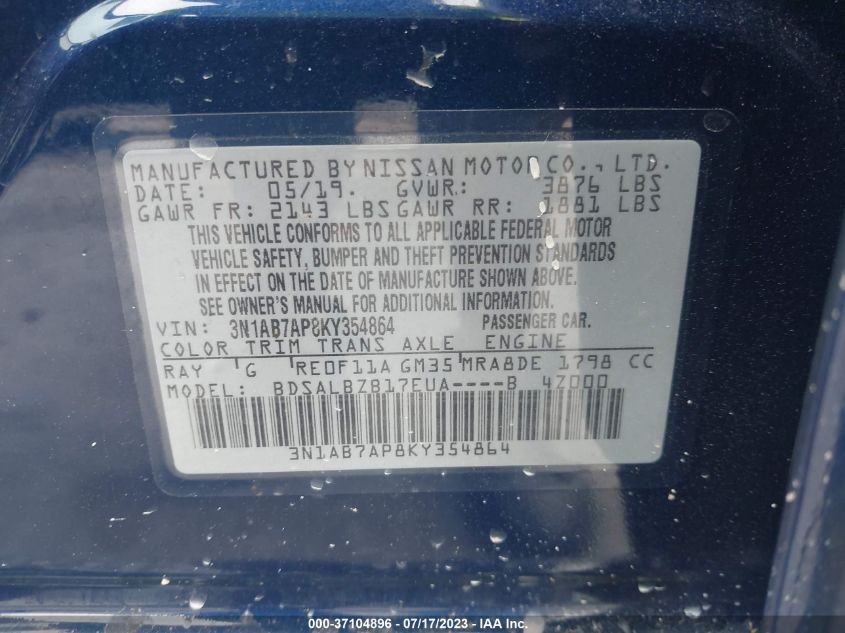 MANUFACTURED BY NISSAN MOTOR CO., LTD.
DATE: 05/19. GVWR: 3876 LBS
GAWR FR: 2143 LBS GAWR RR: 1881 LBS
THIS VEHICLE CONFORMS TO ALL APPLICABLE FEDERAL MOTOR
VEHICLE SAFETY, BUMPER AND THEFT PREVENTION STANDARDS
IN EFFECT ON THE DATE OF MANUFACTURE SHOWN ABOVE.
SEE OWNER'S MANUAL FOR ADDITIONAL INFORMATION.
VIN: 3N1AB7AP8KY354864 PASSENGER CAR.
COLOR TRIM TRANS AXLE ENGINE
RAY G RE0F11A GM35 MRA8DE 1798 CC
MODEL: BDSALBZB17EUA----B 4Z000
3N1AB7AP8KY354864
000-37104896 - 07/17/2023 - IAA Inc.